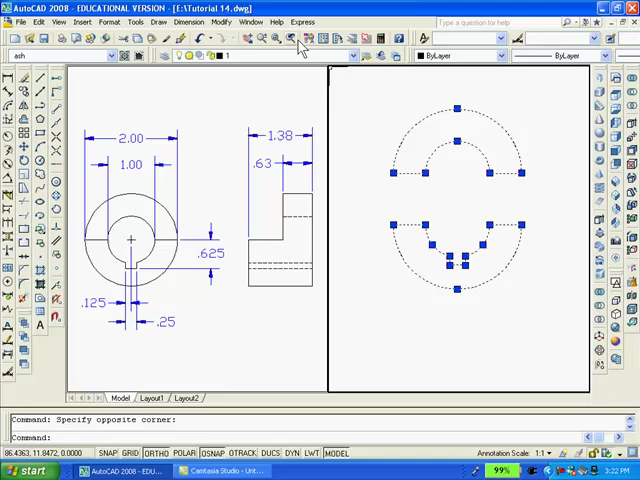 AutoCAD 2008 - EDUCATIONAL VERSION - [E:\Tutorial 14.dwg]
File Edit View Insert Format Tools Draw Dimension Modify Window Help Express
Type a question for help
ash
1
ByLayer
ByLayer
2.00
1.00
1.38
.63
.625
.125
.25
Model Layout1 Layout2
Command: Specify opposite corner:
Command:
86.4363, 11.8472, 0.0000
SNAP GRID ORTHO POLAR OSNAP OTRACK DUCS DYN LWT MODEL
Annotation Scale: 1:1
start
AutoCAD 2008 - EDU...
Camtasia Studio - Unt...
99%
3:22 PM